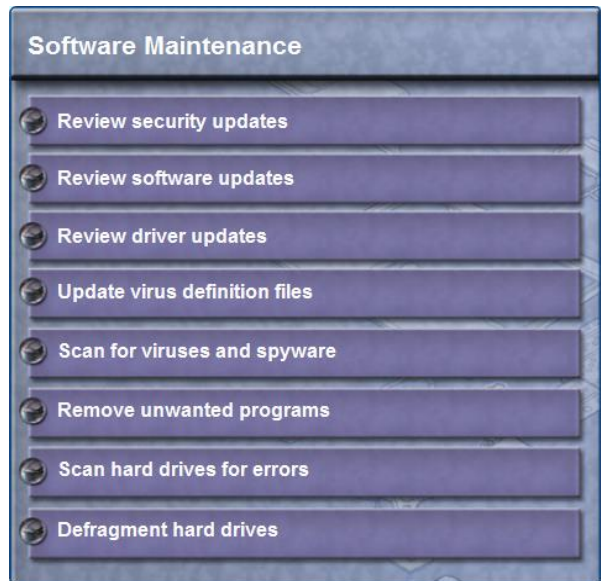 Software Maintenance
Review security updates
Review software updates
Review driver updates
Update virus definition files
Scan for viruses and spyware
Remove unwanted programs
Scan hard drives for errors
Defragment hard drives